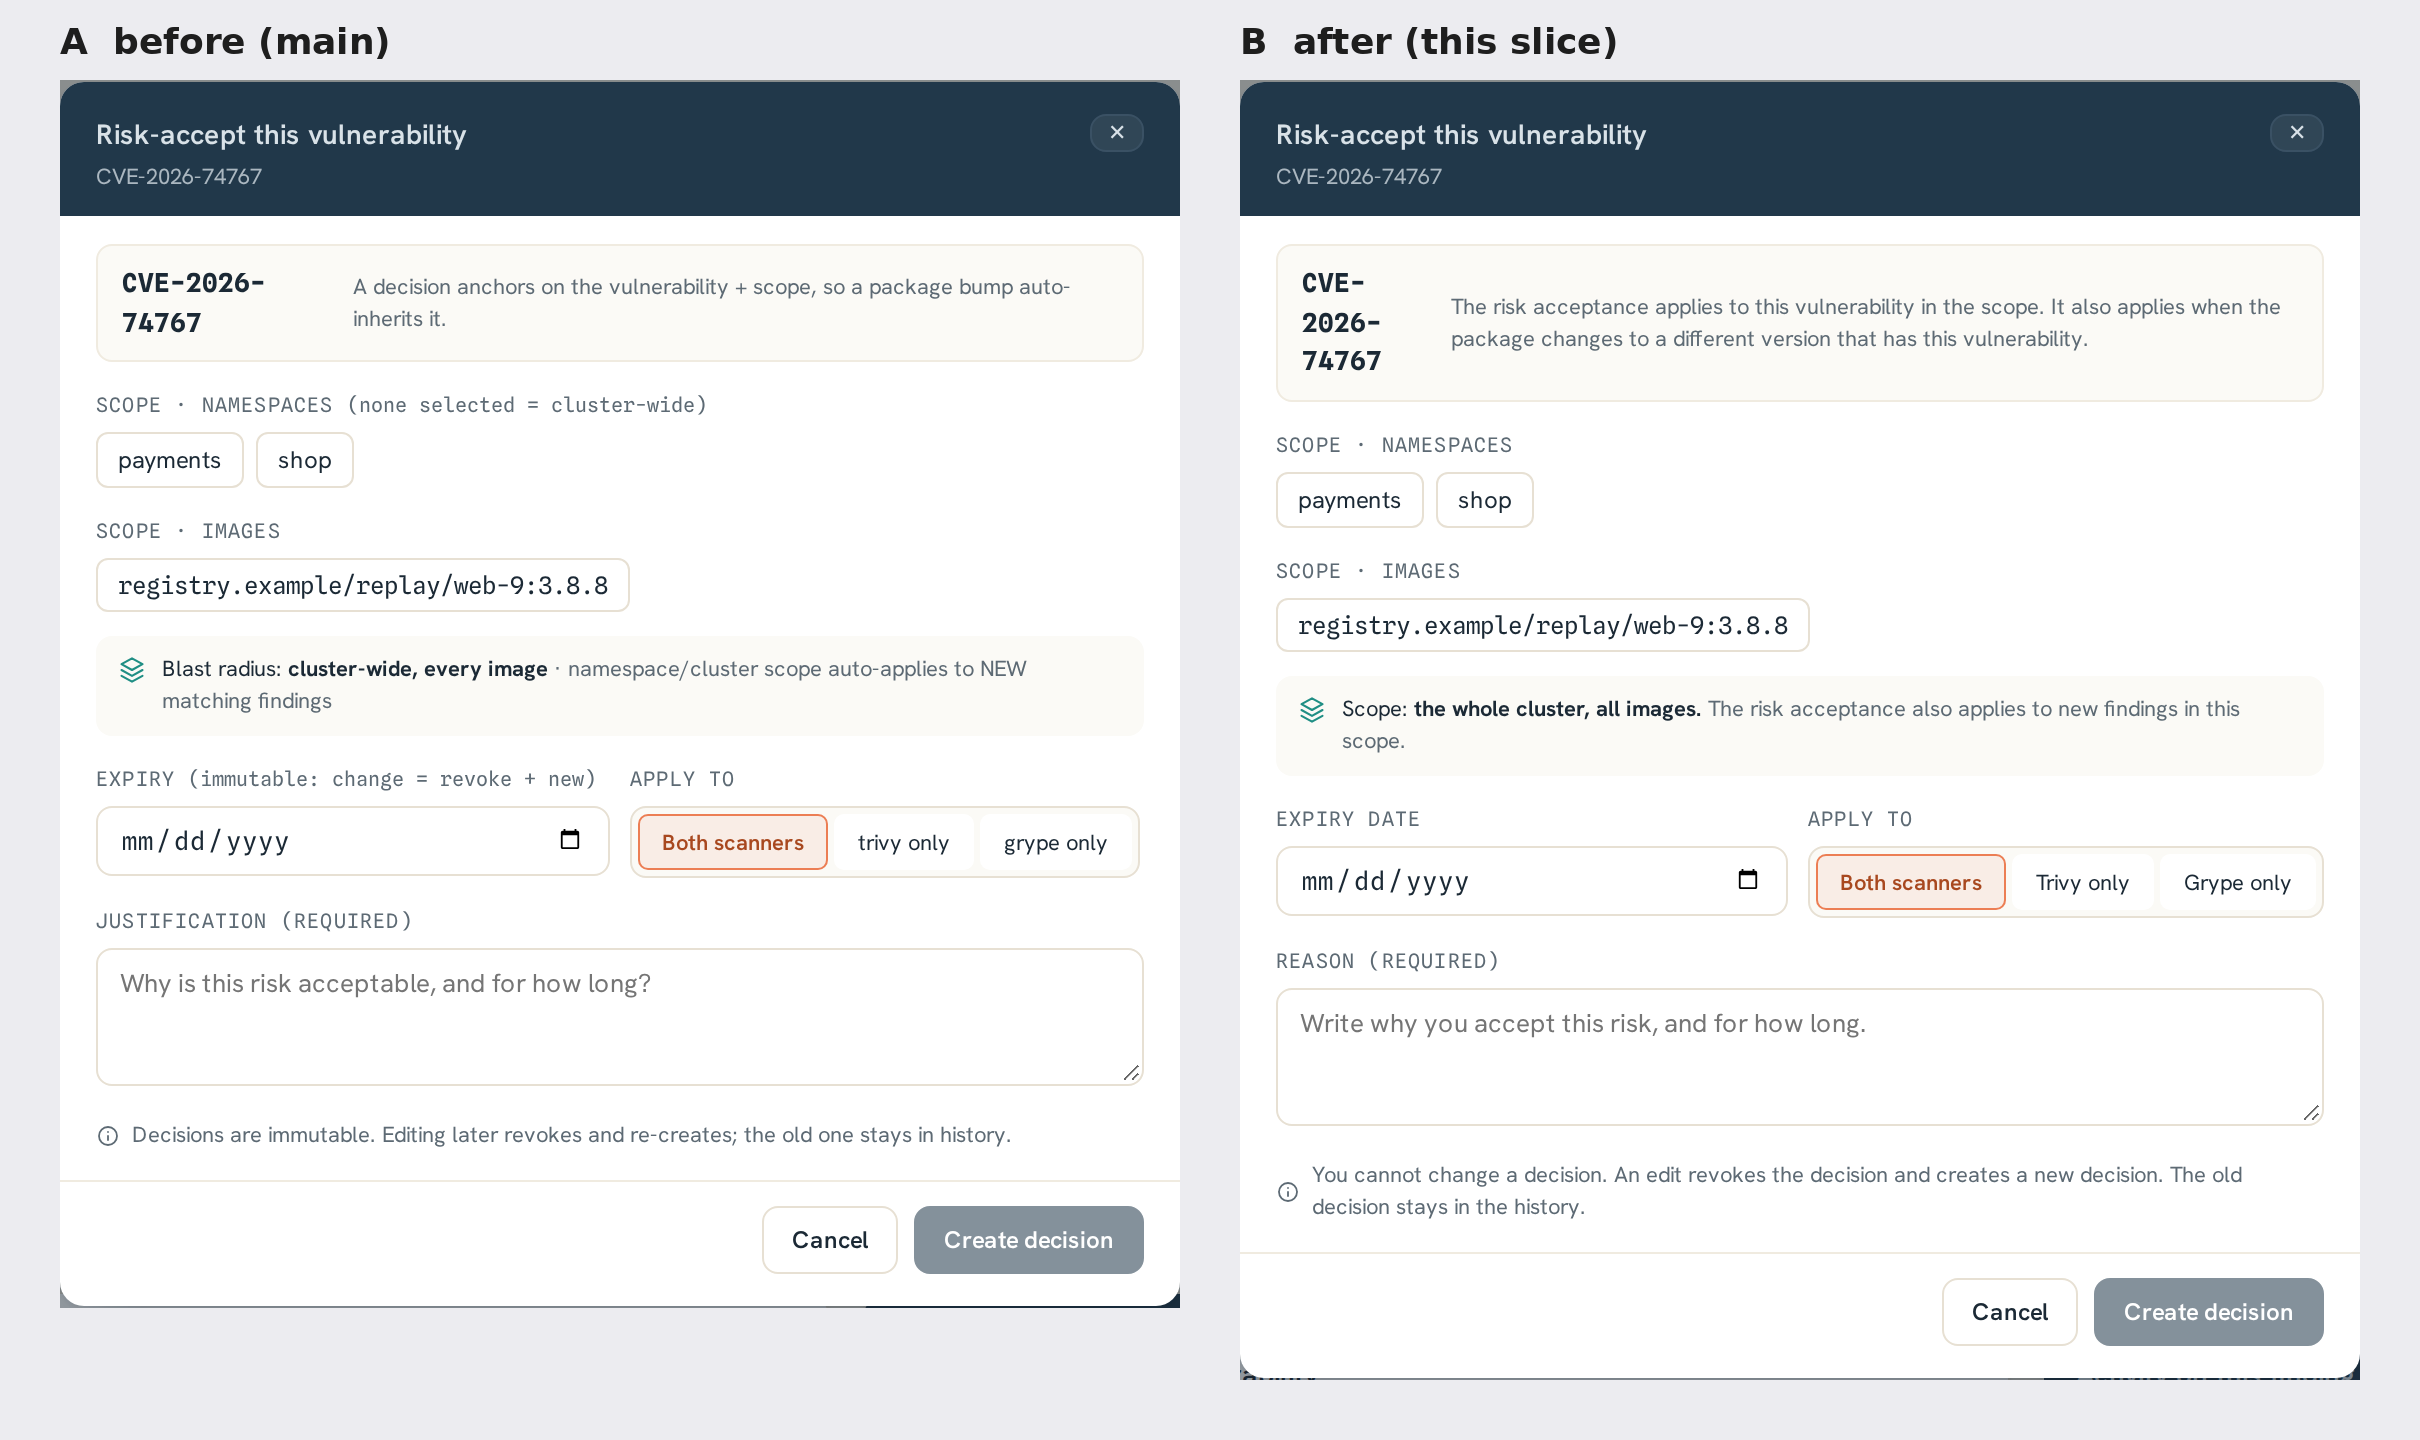 A before (main)
Risk-accept this vulnerability
CVE-2026-74767
CVE-2026-
74767
A decision anchors on the vulnerability + scope, so a package bump auto-
inherits it.
SCOPE · NAMESPACES (none selected = cluster-wide)
payments shop
SCOPE · IMAGES
registry.example/replay/web-9:3.8.8
Blast radius: cluster-wide, every image · namespace/cluster scope auto-applies to NEW
matching findings
EXPIRY (immutable: change = revoke + new) APPLY TO
mm/dd/yyyy Both scanners trivy only grype only
JUSTIFICATION (REQUIRED)
Why is this risk acceptable, and for how long?
Decisions are immutable. Editing later revokes and re-creates; the old one stays in history.
Cancel Create decision
B after (this slice)
Risk-accept this vulnerability
CVE-2026-74767
CVE-
2026-
74767
The risk acceptance applies to this vulnerability in the scope. It also applies when the
package changes to a different version that has this vulnerability.
SCOPE · NAMESPACES
payments shop
SCOPE · IMAGES
registry.example/replay/web-9:3.8.8
Scope: the whole cluster, all images. The risk acceptance also applies to new findings in this
scope.
EXPIRY DATE APPLY TO
mm/dd/yyyy Both scanners Trivy only Grype only
REASON (REQUIRED)
Write why you accept this risk, and for how long.
You cannot change a decision. An edit revokes the decision and creates a new decision. The old
decision stays in the history.
Cancel Create decision